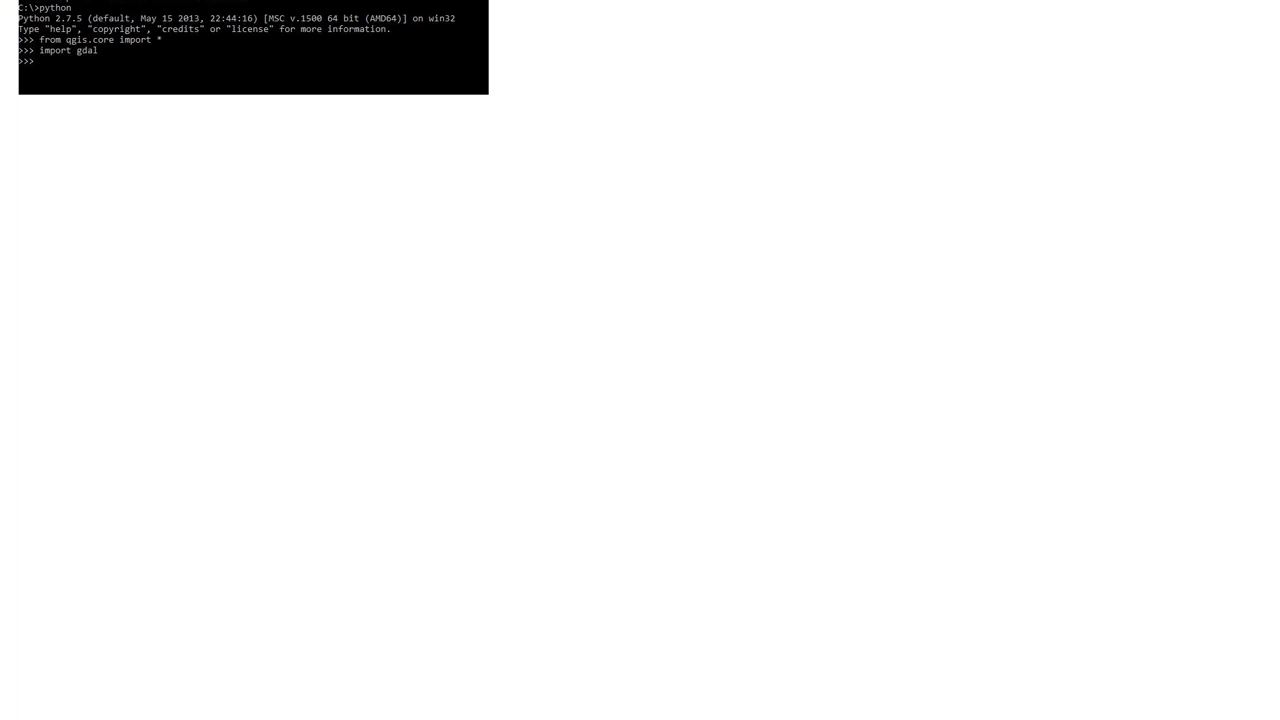 C:\>python
Python 2.7.5 (default, May 15 2013, 22:44:16) [MSC v.1500 64 bit (AMD64)] on win32
Type "help", "copyright", "credits" or "license" for more information.
>>> from qgis.core import *
>>> import gdal
>>>